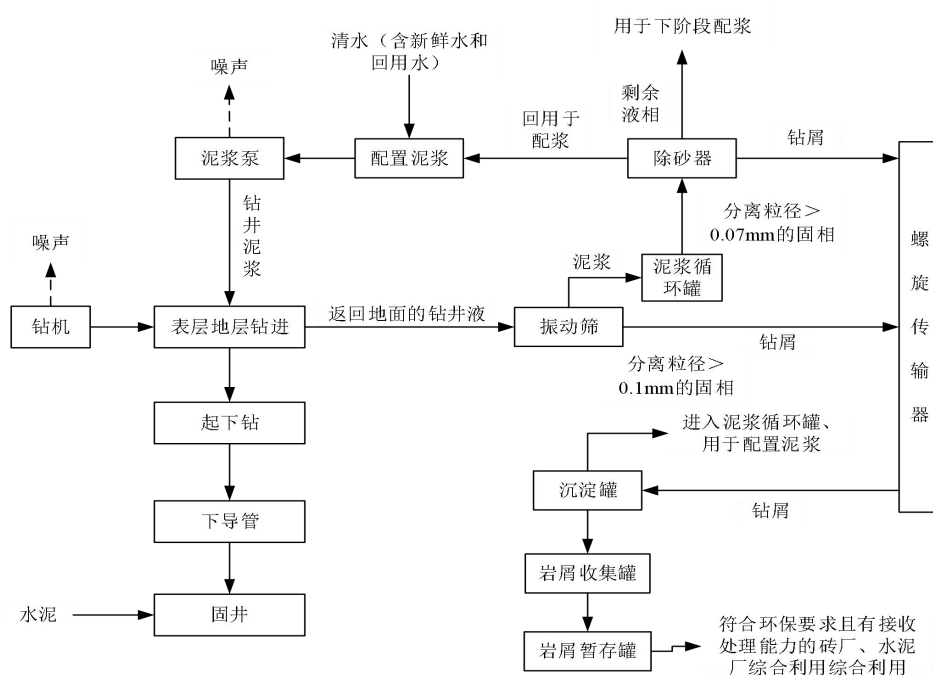 用于下阶段配浆
清水（含新鲜水和
回用水）
噪声
剩余
液相
回用于
配浆
钻屑
泥浆泵
配置泥浆
除砂器
钻
井
泥
浆
分离粒径＞
0.07mm的固相
噪声
泥浆
泥浆循
环罐
螺
旋
传
输
器
钻机
表层地层钻进
返回地面的钻井液
振动筛
钻屑
分离粒径＞
0.1mm的固相
起下钻
进入泥浆循环罐、
用于配置泥浆
沉淀罐
钻屑
下导管
岩屑收集罐
水泥
固井
岩屑暂存罐
符合环保要求且有接收
处理能力的砖厂、水泥
厂综合利用综合利用